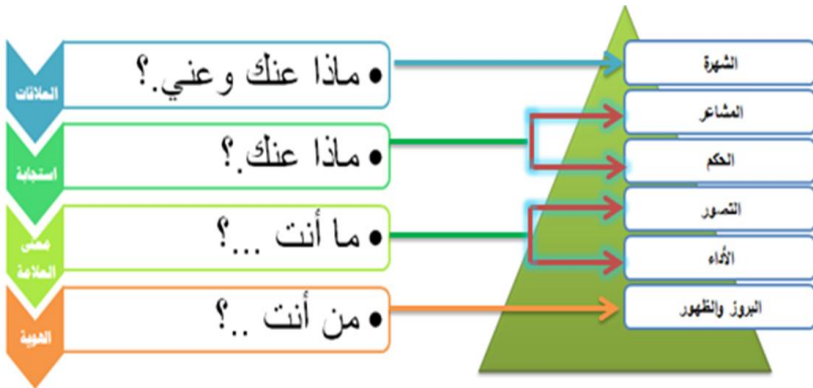 العلاقات
• ماذا عنك وعني.؟
الشهرة
استجابة
• ماذا عنك.؟
المشاعر
الحكم
معنى
العلامة
• ما أنت ...؟
التصور
الأداء
الهوية
• من أنت ..؟
البروز والظهور